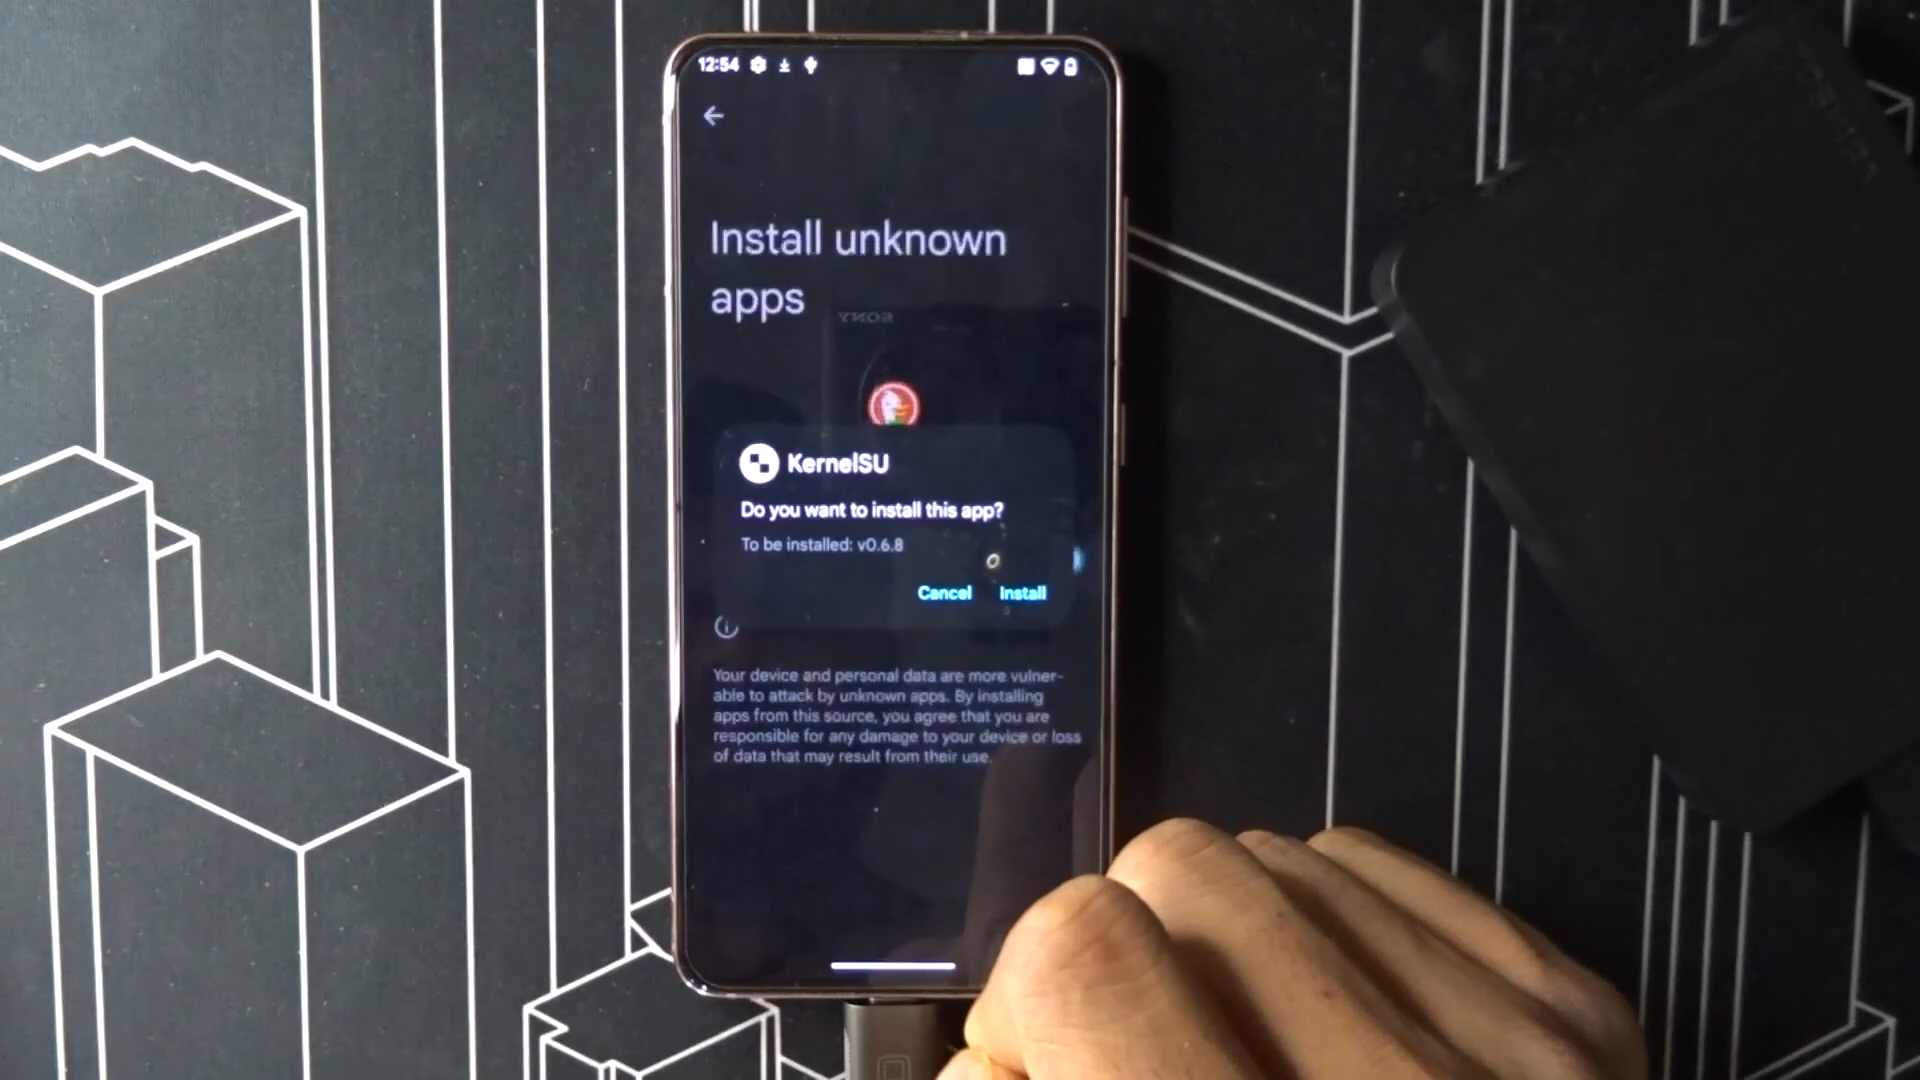 12:54
Install unknown
apps
SONY
KernelSU
Do you want to install this app?
To be installed: v0.6.8
Cancel
Install
Your device and personal data are more vulner-
able to attack by unknown apps. By installing
apps from this source, you agree that you are
responsible for any damage to your device or loss
of data that may result from their use.